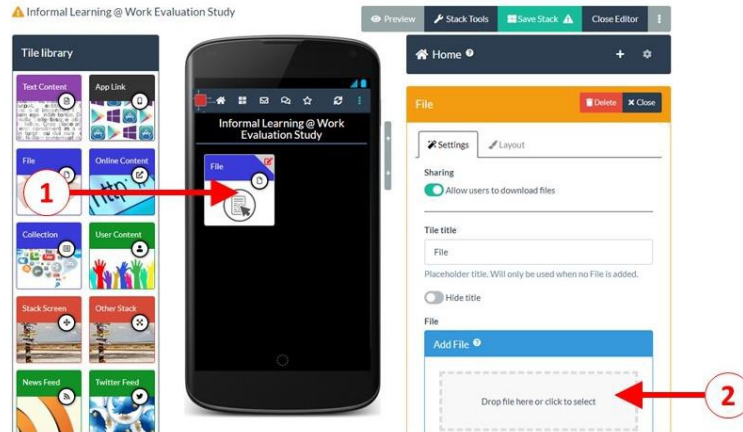 Informal Learning @ Work Evaluation Study
Preview
Stack Tools
Save Stack
Close Editor
Tile library
Text Content
App Link
File
Online Content
Collection
User Content
Stack Screen
Other Stack
News Feed
Twitter Feed
1
Informal Learning @ Work
Evaluation Study
File
Home
File
Delete
Close
Settings
Layout
Sharing
Allow users to download files
Tile title
File
Placeholder title. Will only be used when no File is added.
Hide title
File
Add File
Drop file here or click to select
2